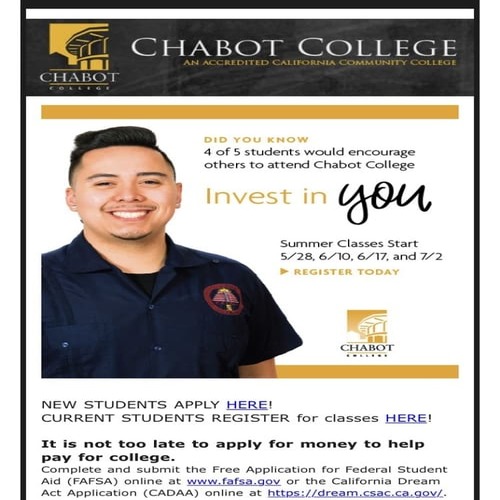 CHABOT
COLLEGE
CHABOT COLLEGE
AN ACCREDITED CALIFORNIA COMMUNITY COLLEGE
DID YOU KNOW
4 of 5 students would encourage
others to attend Chabot College
Invest in you
Summer Classes Start
5/28, 6/10, 6/17, and 7/2
▶ REGISTER TODAY
CHABOT
COLLEGE
NEW STUDENTS APPLY HERE!
CURRENT STUDENTS REGISTER for classes HERE!
It is not too late to apply for money to help
pay for college.
Complete and submit the Free Application for Federal Student
Aid (FAFSA) online at www.fafsa.gov or the California Dream
Act Application (CADAA) online at https://dream.csac.ca.gov/.